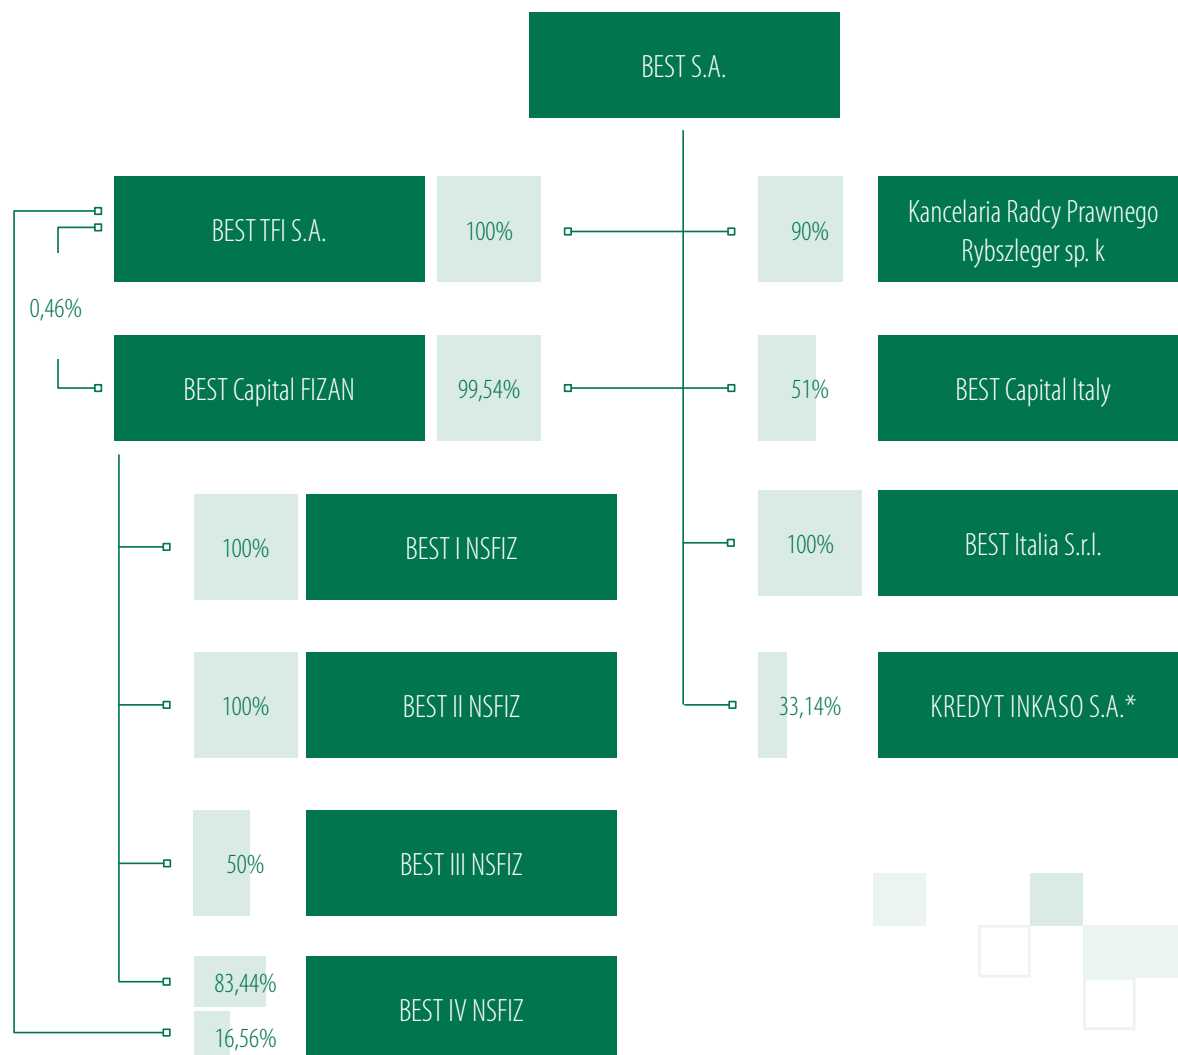 BEST S.A.
BEST TFI S.A.
100%
90%
Kancelaria Radcy Prawnego
Rybszleger sp. k
0,46%
BEST Capital FIZAN
99,54%
51%
BEST Capital Italy
100%
BEST I NSFIZ
100%
BEST Italia S.r.l.
100%
BEST II NSFIZ
33,14%
KREDYT INKASO S.A.*
50%
BEST III NSFIZ
83,44%
16,56%
BEST IV NSFIZ